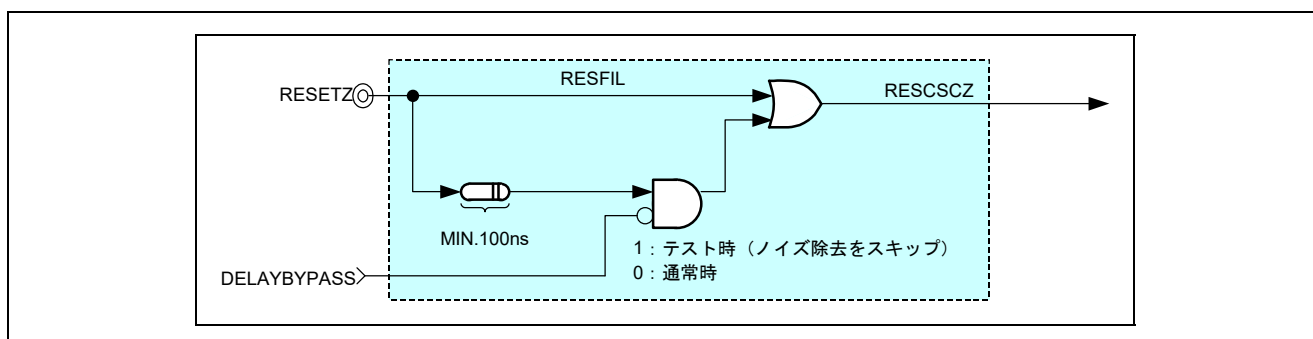 RESFIL
RESETZ
RESCSCZ
MIN.100ns
1：テスト時（ノイズ除去をスキップ）
0：通常時
DELAYBYPASS